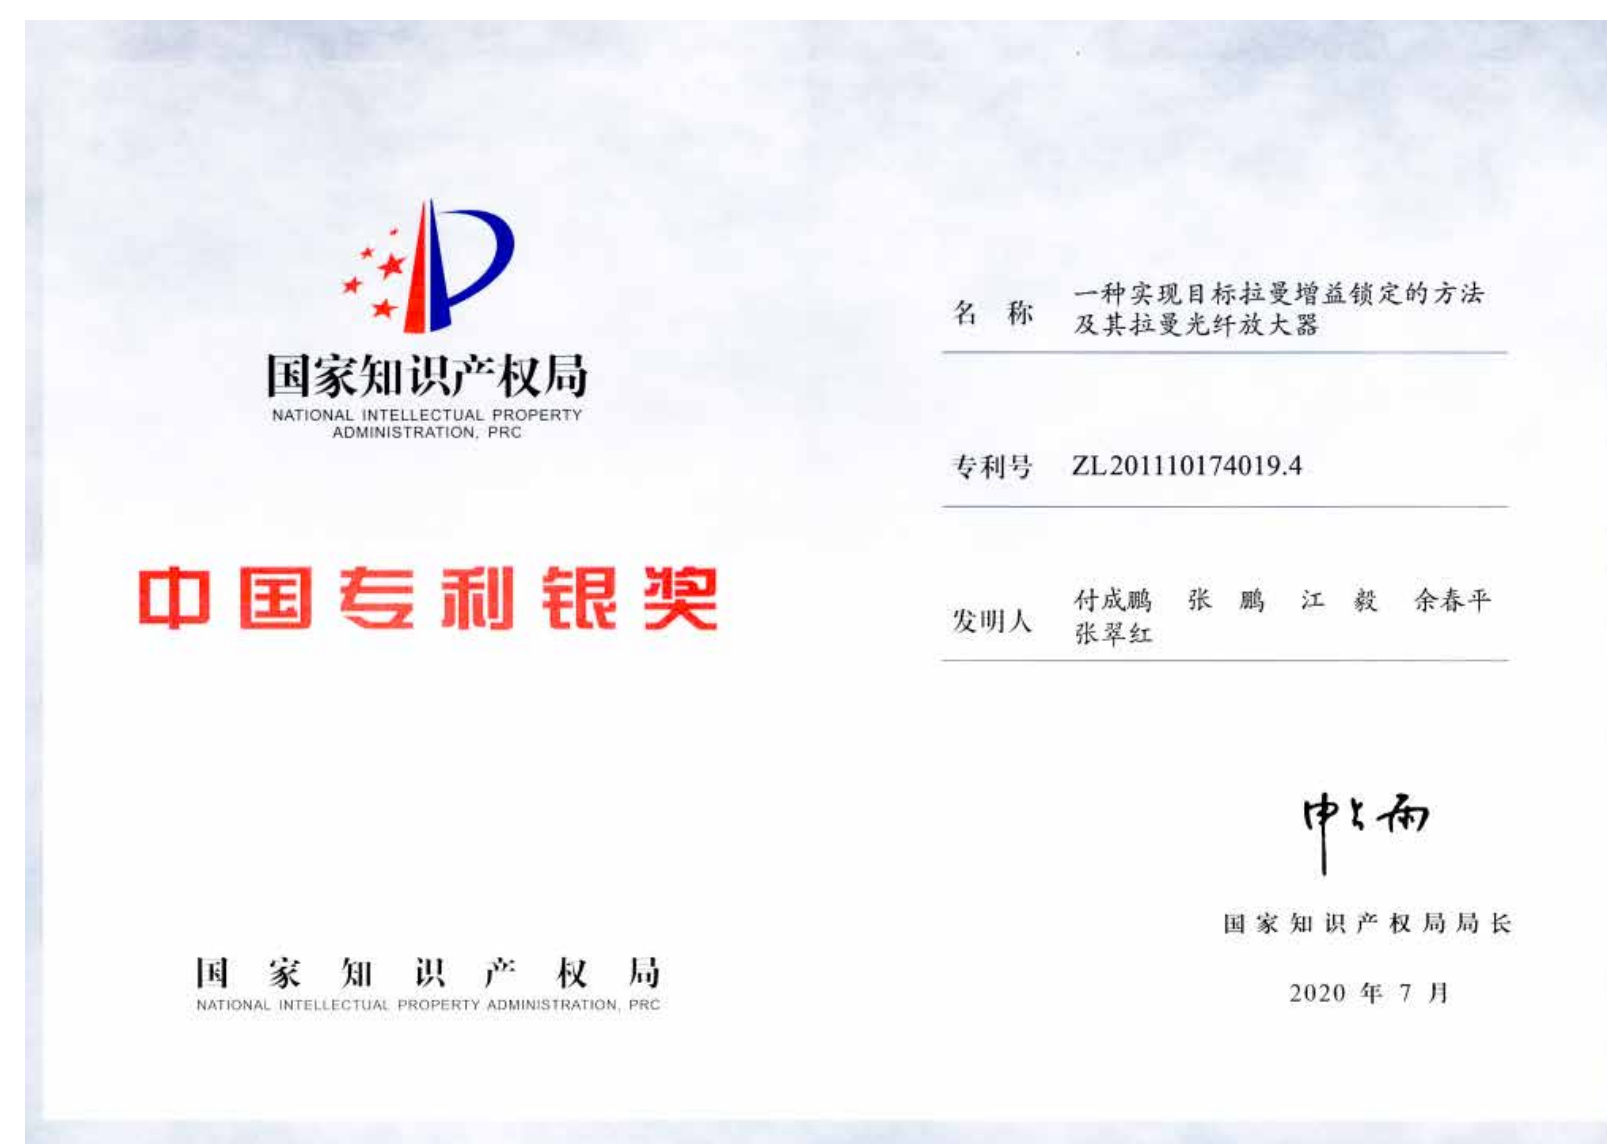 国家知识产权局
NATIONAL INTELLECTUAL PROPERTY
ADMINISTRATION, PRC
中国专利银奖
国家知识产权局
NATIONAL INTELLECTUAL PROPERTY ADMINISTRATION, PRC
名 称 一种实现目标拉曼增益锁定的方法
及其拉曼光纤放大器
专利号 ZL201110174019.4
发明人 付成鹏 张 鹏 江 毅 余春平
张翠红
申长雨
国家知识产权局局长
2020 年 7 月